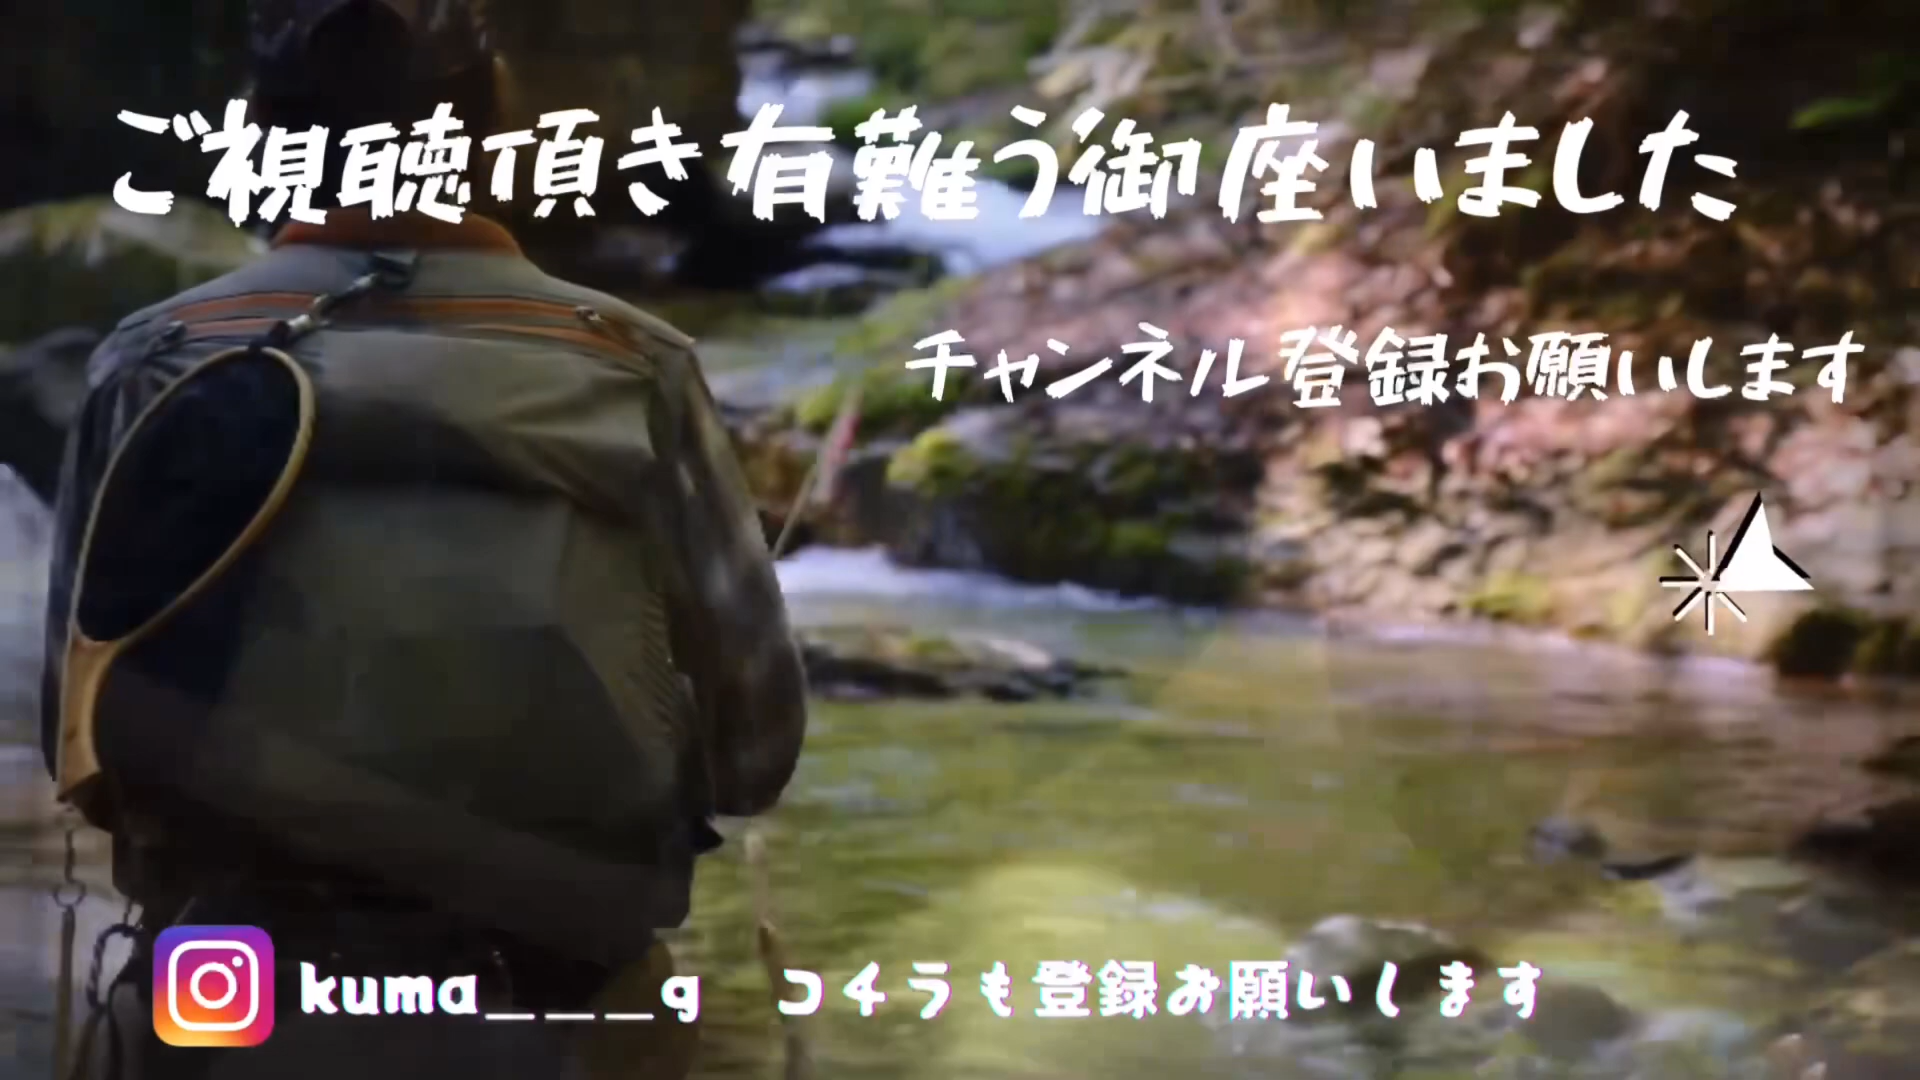 ご視聴頂き有難う御座いました
チャンネル登録お願いします
kuma___g コチラも登録お願いします